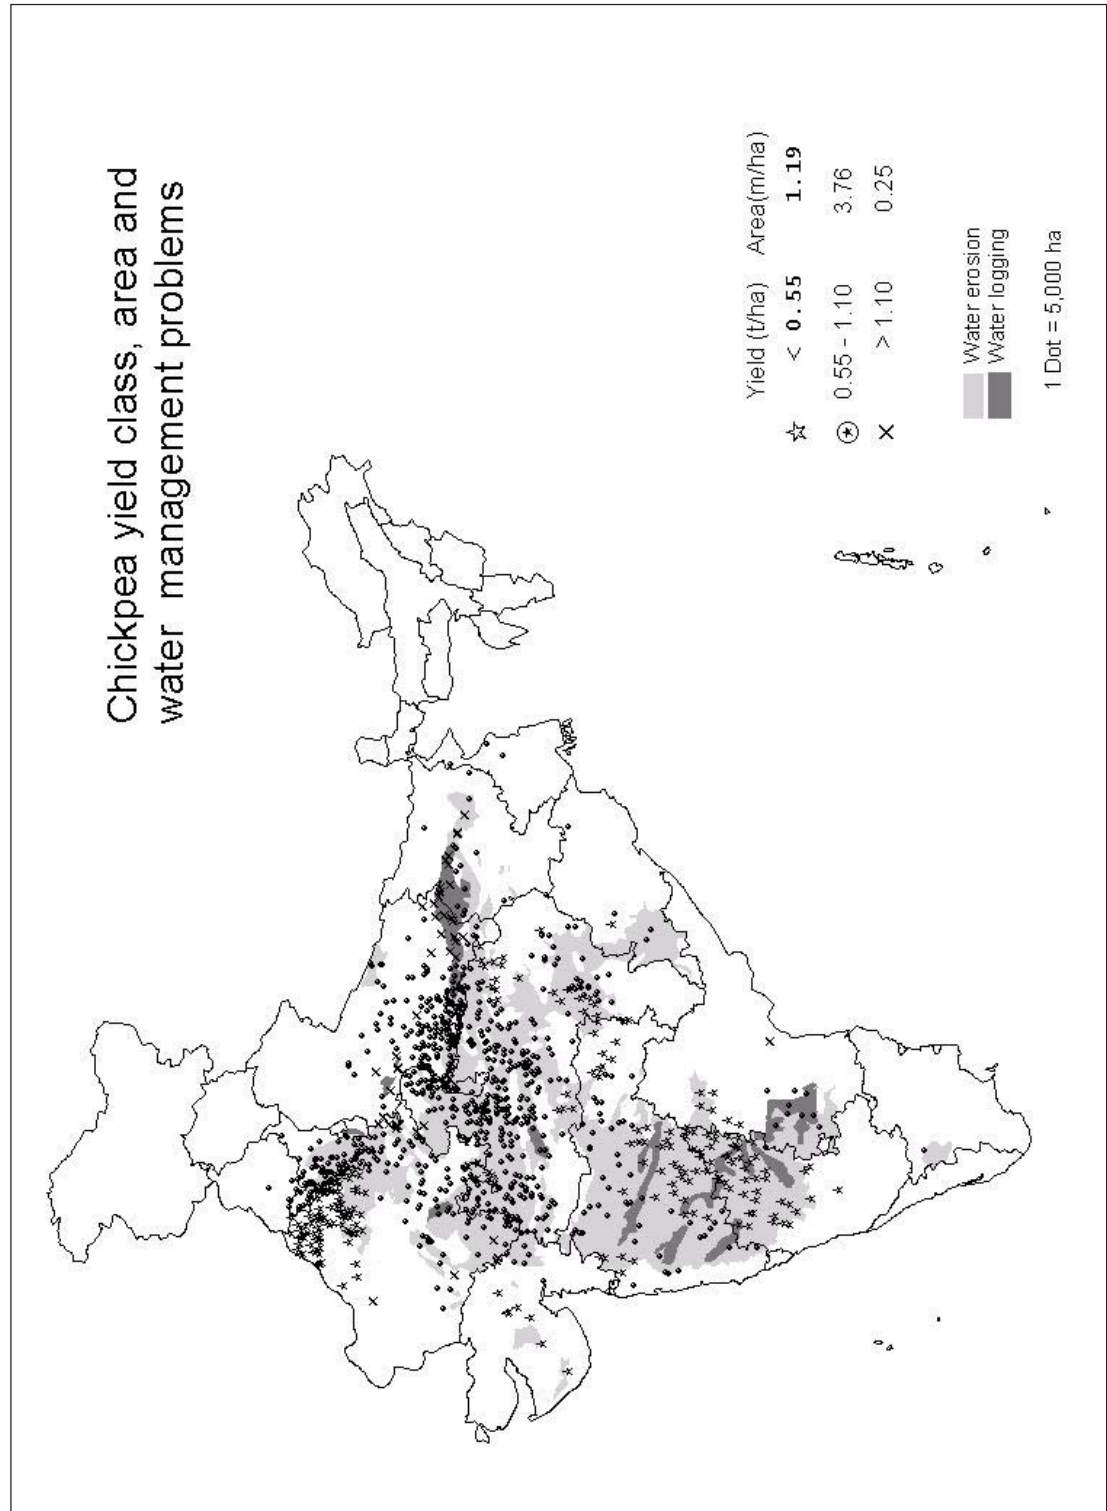 Chickpea yield class, area and
water management problems
Yield (t/ha) Area(m/ha)
< 0.55 1.19
0.55 - 1.10 3.76
> 1.10 0.25
Water erosion
Water logging
1 Dot = 5,000 ha